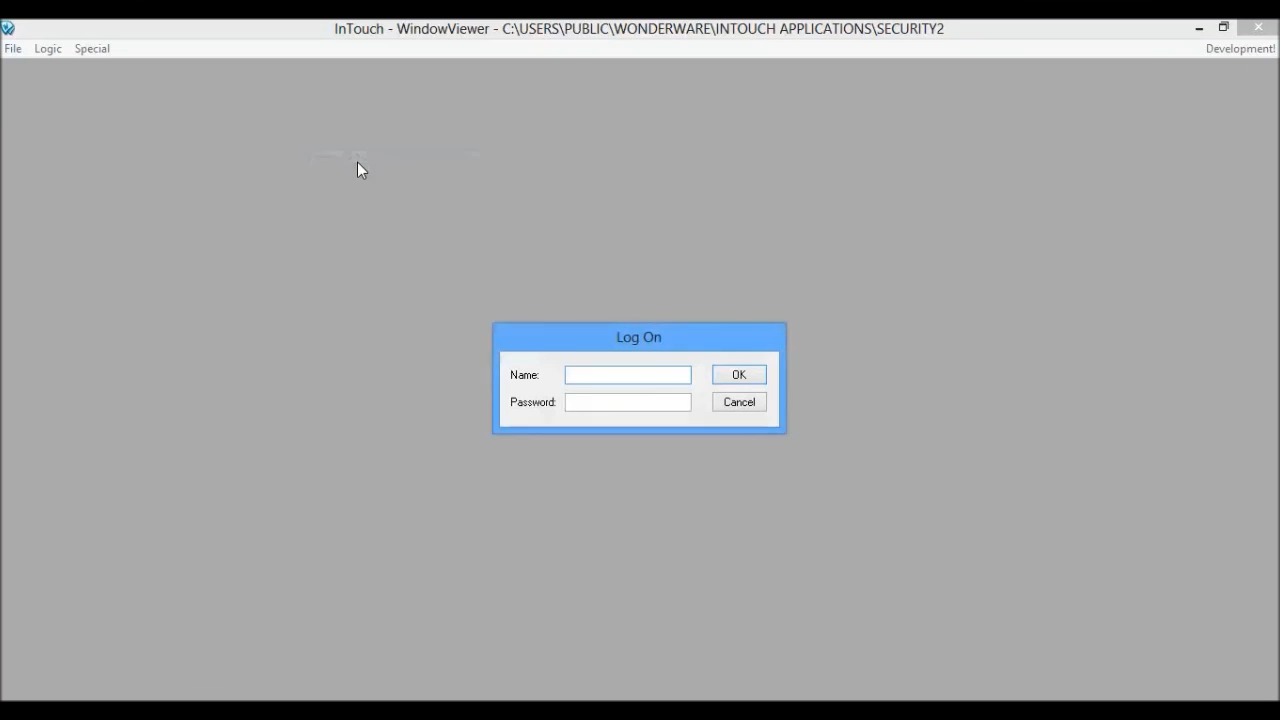 InTouch - WindowViewer - C:\USERS\PUBLIC\WONDERWARE\INTOUCH APPLICATIONS\SECURITY2
File Logic Special Development!
Log On
Name: OK
Password: Cancel